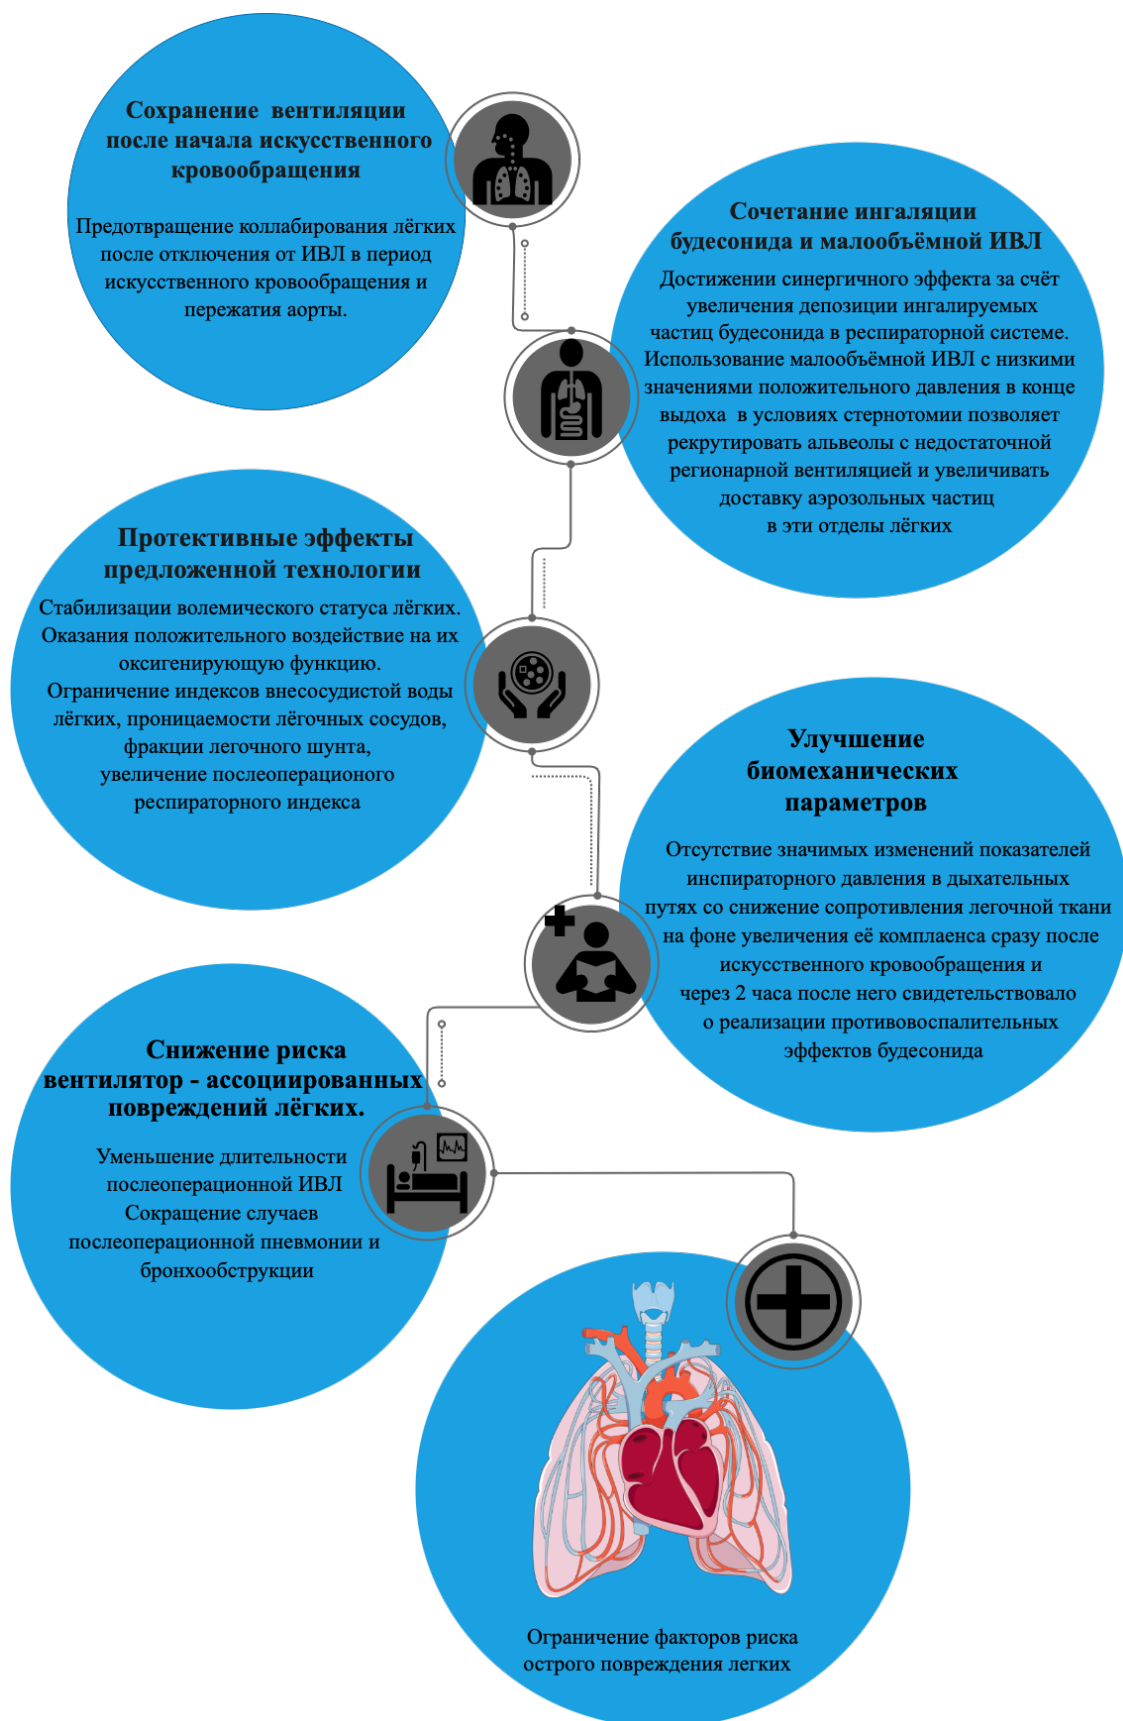 Сохранение вентиляции
после начала искусственного
кровообращения
Предотвращение коллабирования лёгких
после отключения от ИВЛ в период
искусственного кровообращения и
пережатия аорты.
Сочетание ингаляции
будесонида и малообъёмной ИВЛ
Достижении синергичного эффекта за счёт
увеличения депозиции ингалируемых
частиц будесонида в респираторной системе.
Использование малообъёмной ИВЛ с низкими
значениями положительного давления в конце
выдоха в условиях стернотомии позволяет
рекрутировать альвеолы с недостаточной
регионарной вентиляцией и увеличивать
доставку аэрозольных частиц
в эти отделы лёгких
Протективные эффекты
предложенной технологии
Стабилизации волемического статуса лёгких.
Оказания положительного воздействие на их
оксигенирующую функцию.
Ограничение индексов внесосудистой воды
лёгких, проницаемости лёгочных сосудов,
фракции легочного шунта,
увеличение послеоперационого
респираторного индекса
Улучшение
биомеханических
параметров
Отсутствие значимых изменений показателей
инспираторного давления в дыхательных
путях со снижение сопротивления легочной ткани
на фоне увеличения её комплаенса сразу после
искусственного кровообращения и
через 2 часа после него свидетельствовало
о реализации противовоспалительных
эффектов будесонида
Снижение риска
вентилятор - ассоциированных
повреждений лёгких.
Уменьшение длительности
послеоперационной ИВЛ
Сокращение случаев
послеоперационной пневмонии и
бронхообструкции
Ограничение факторов риска
острого повреждения легких